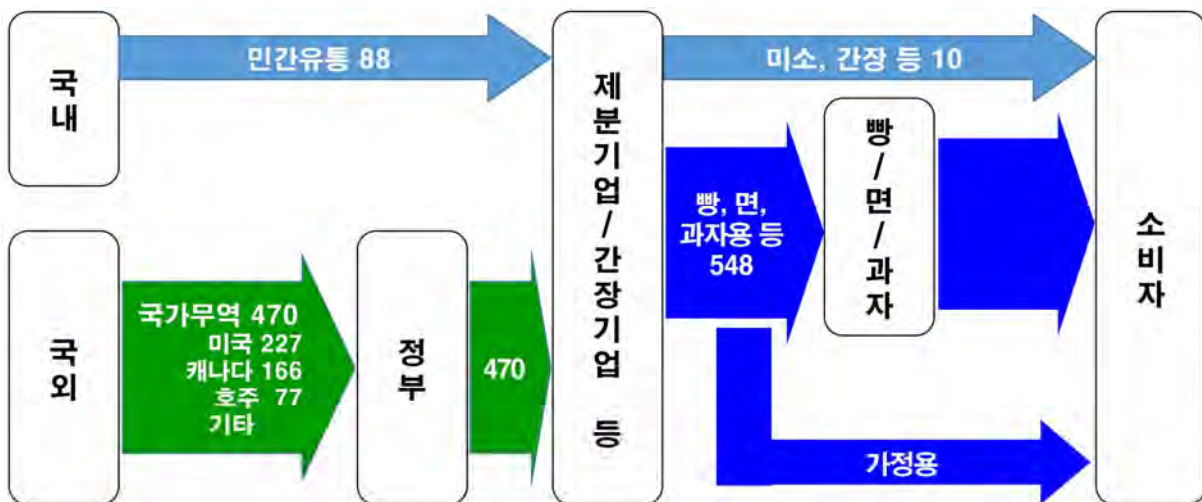 국내
민간유통 88
제분기업/간장기업 등
미소, 간장 등 10
빵/면/과자
소비자
빵, 면,
과자용 등
548
국외
국가무역 470
미국 227
캐나다 166
호주 77
기타
정부
470
가정용